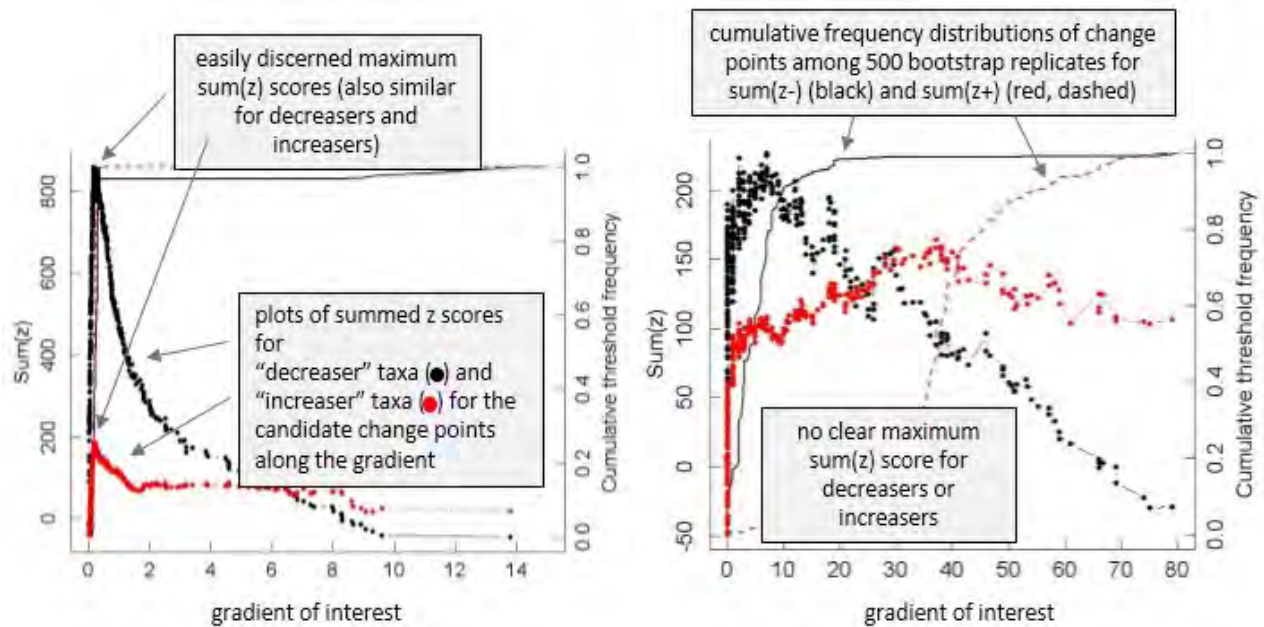 easily discerned maximum
sum(z) scores (also similar
for decreasers and
increasers)
plots of summed z scores
for
"decreaser" taxa (●) and
"increaser" taxa (●) for the
candidate change points
along the gradient
Sum(z)
800
600
400
200
0
1.0
0.8
0.6
0.4
0.2
0.0
Cumulative threshold frequency
0 2 4 6 8 10 12 14
gradient of interest
cumulative frequency distributions of change
points among 500 bootstrap replicates for
sum(z-) (black) and sum(z+) (red, dashed)
no clear maximum
sum(z) score for
decreasers or
increasers
Sum(z)
200
150
100
50
0
-50
1.0
0.8
0.6
0.4
0.2
0.0
Cumulative threshold frequency
0 10 20 30 40 50 60 70 80
gradient of interest